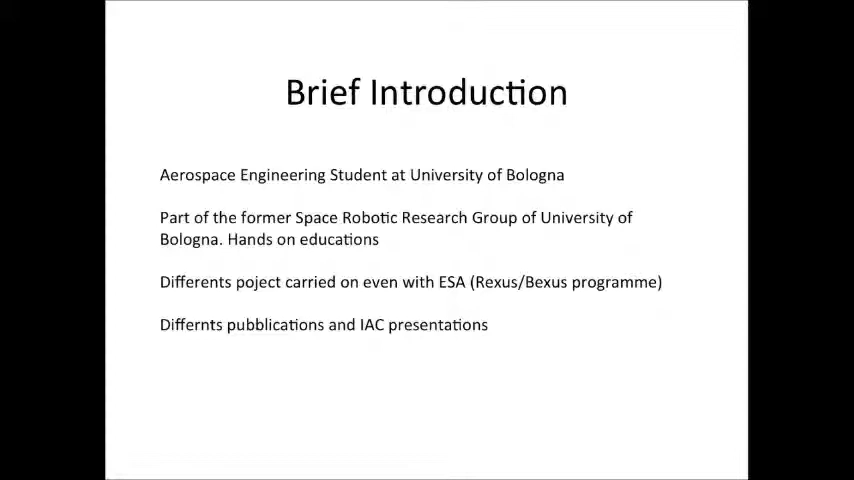 Brief Introduction
Aerospace Engineering Student at University of Bologna
Part of the former Space Robotic Research Group of University of
Bologna. Hands on educations
Differents poject carried on even with ESA (Rexus/Bexus programme)
Differnts pubblications and IAC presentations